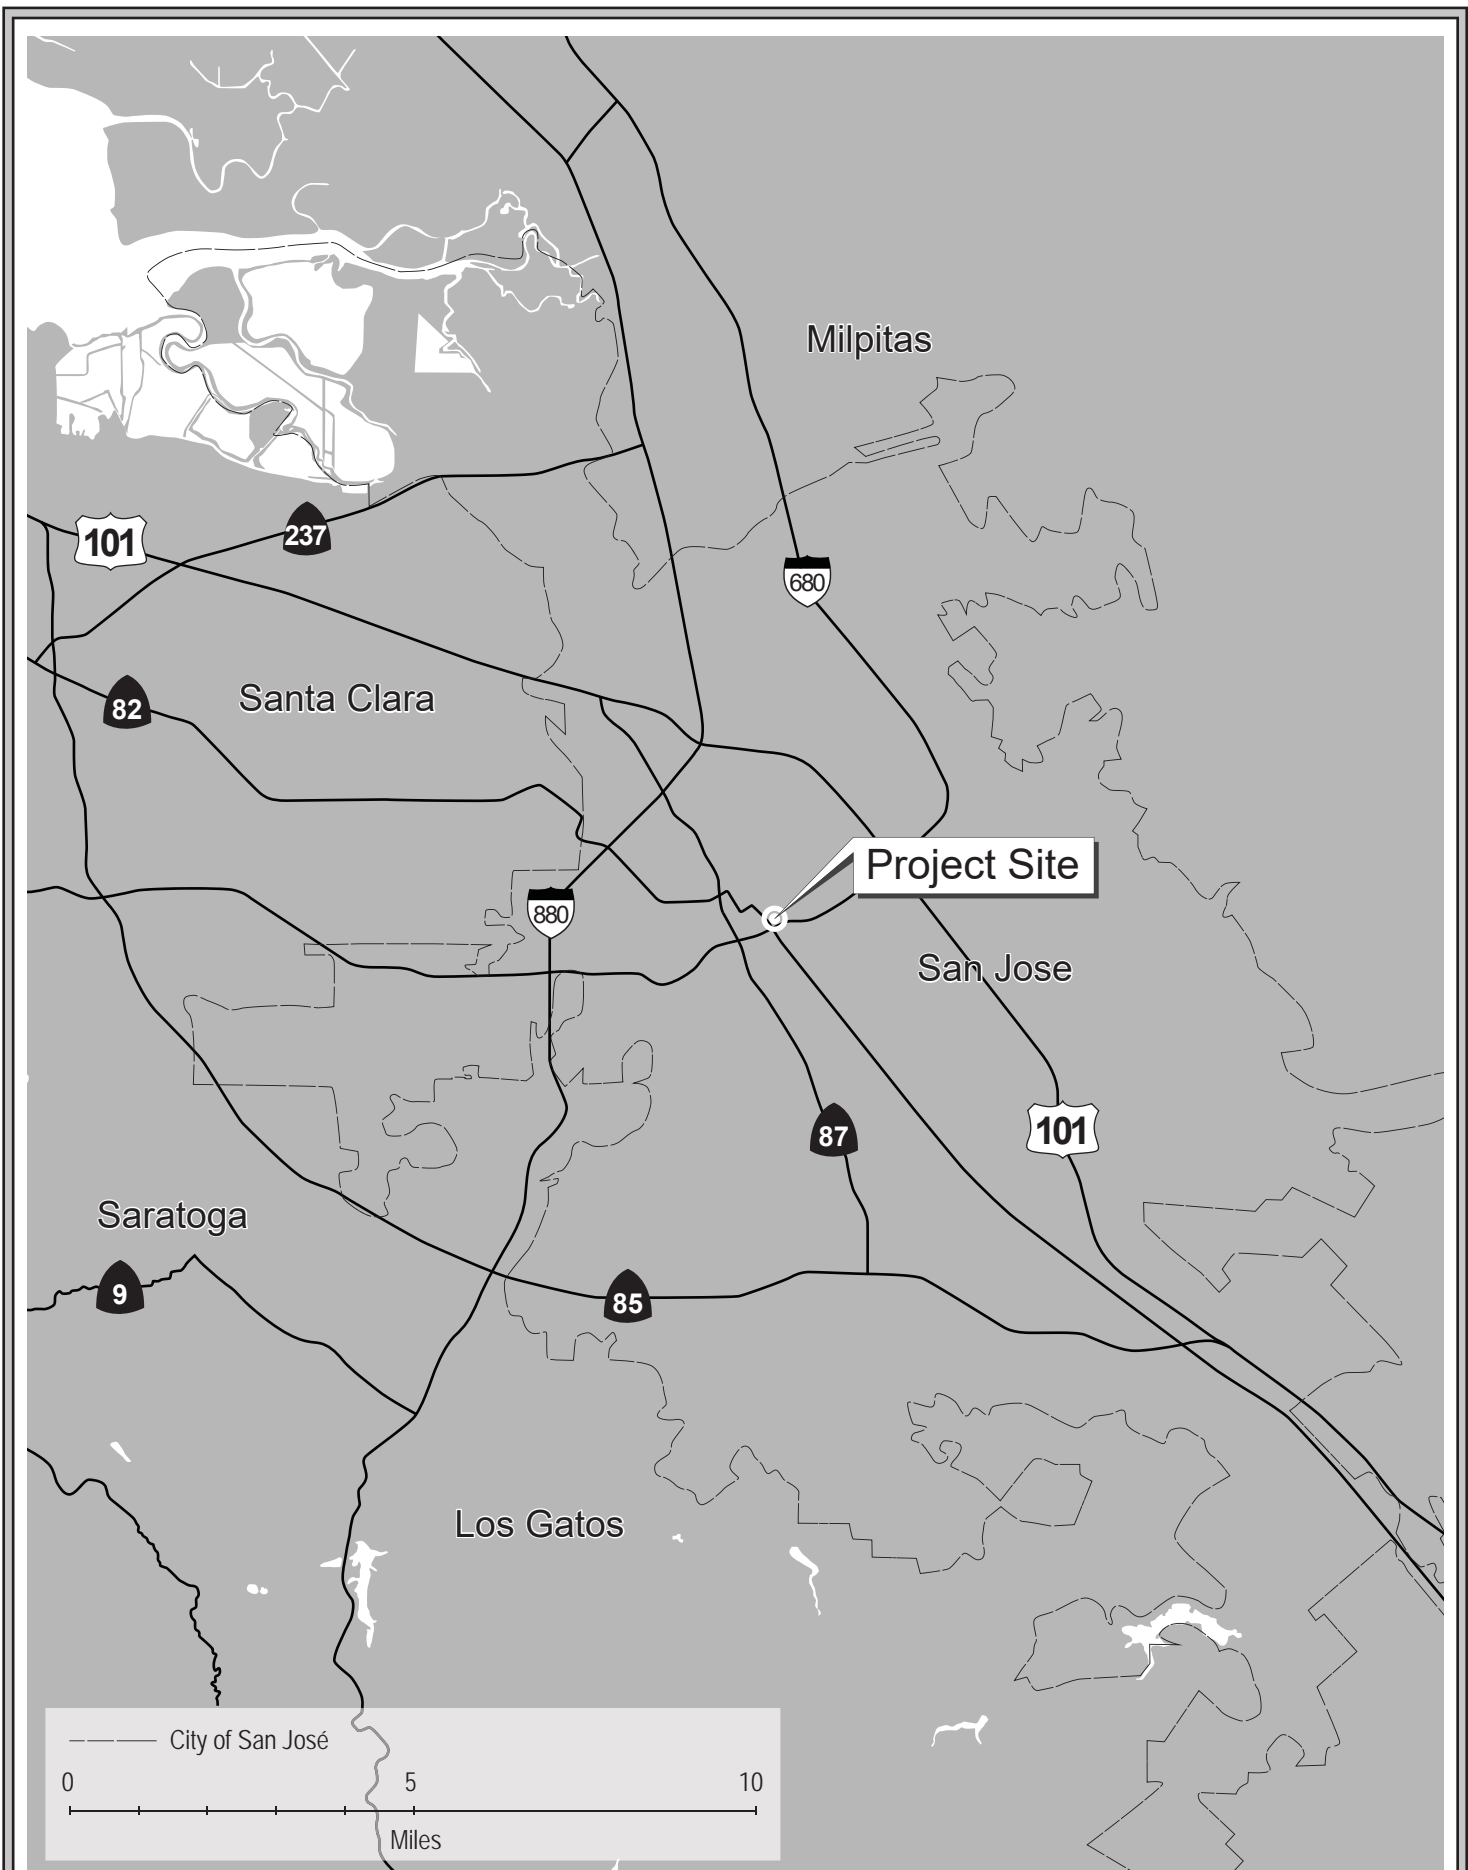 Milpitas
101
237
680
82
Santa Clara
Project Site
880
San Jose
87
101
Saratoga
9
85
Los Gatos
City of San José
0 5 10
Miles